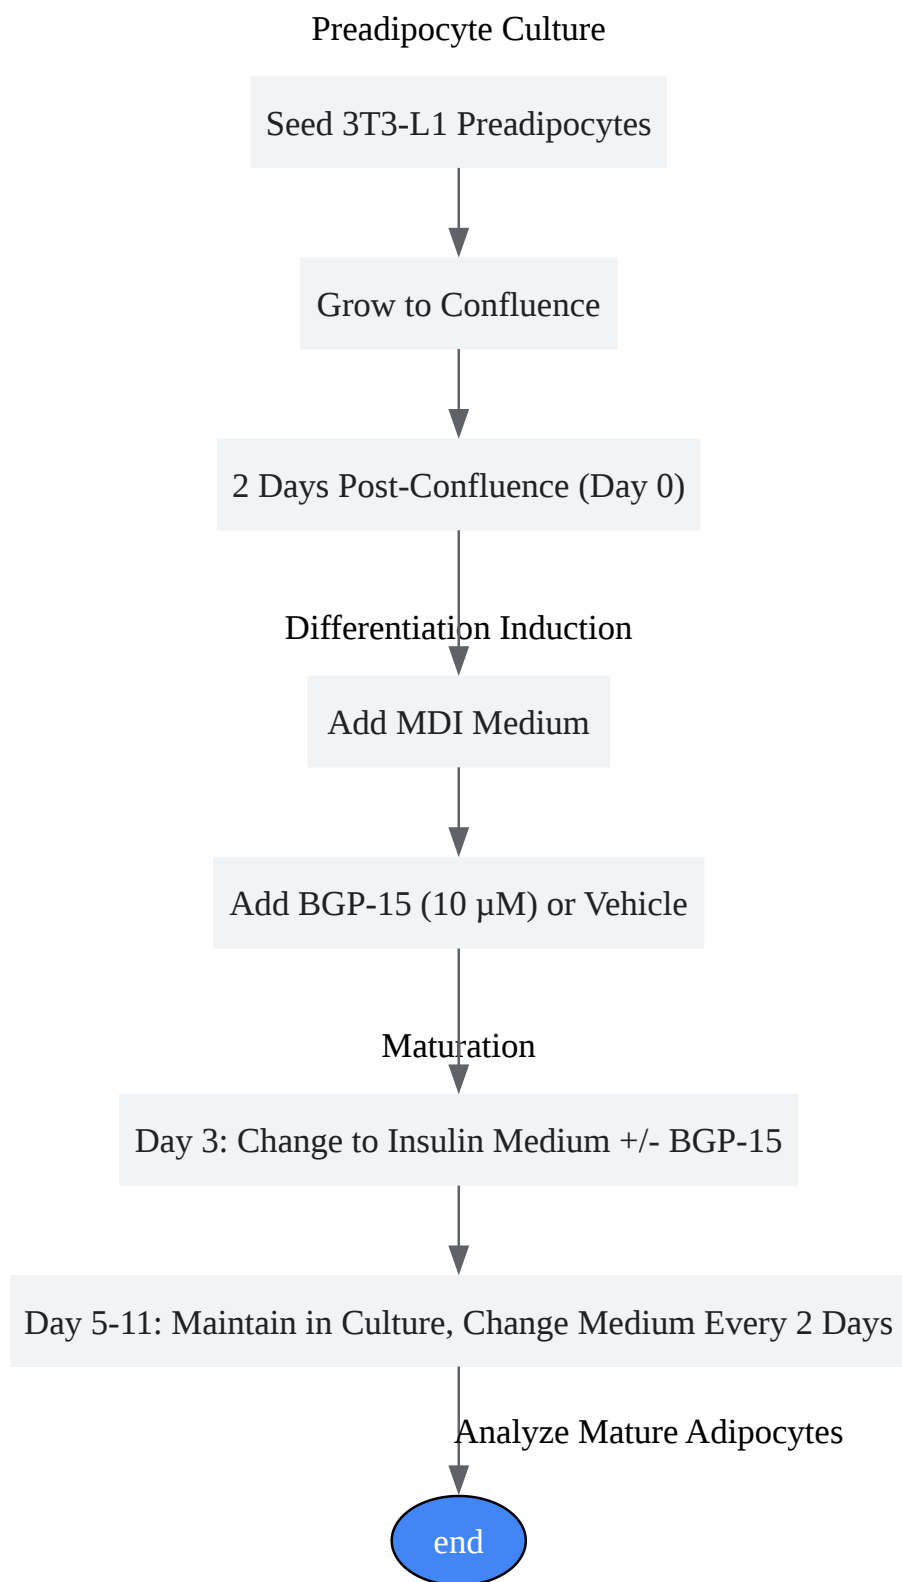 Preadipocyte Culture
Seed 3T3-L1 Preadipocytes
Grow to Confluence
2 Days Post-Confluence (Day 0)
Differentiation Induction
Add MDI Medium
Add BGP-15 (10 µM) or Vehicle
Maturation
Day 3: Change to Insulin Medium +/- BGP-15
Day 5-11: Maintain in Culture, Change Medium Every 2 Days
Analyze Mature Adipocytes
end